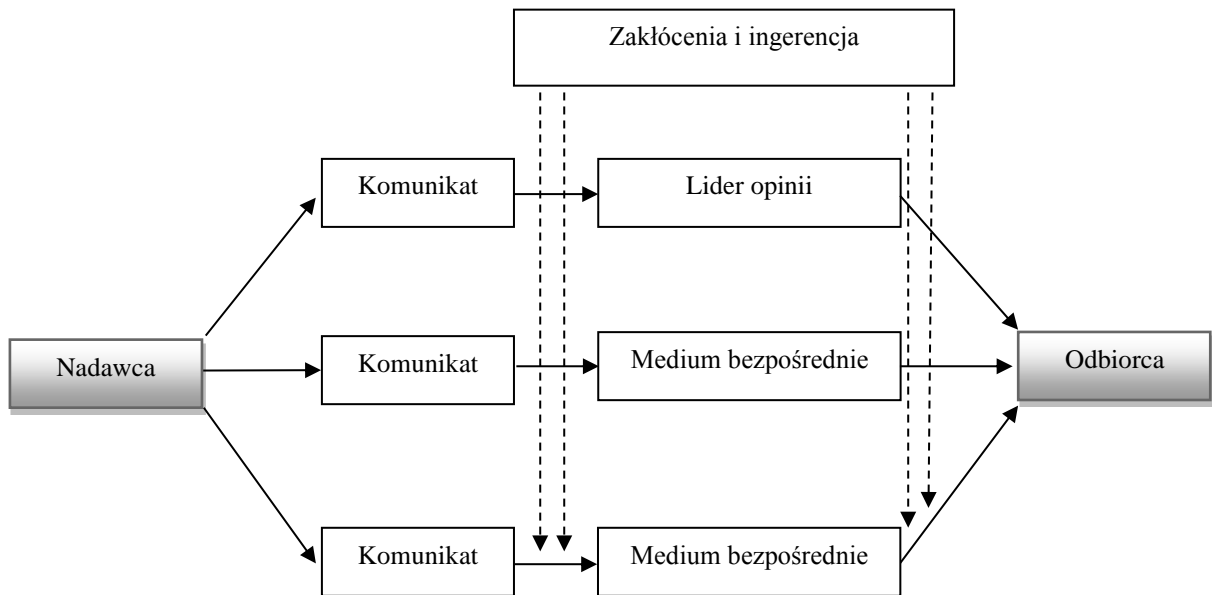 Zakłócenia i ingerencja
Komunikat
Lider opinii
Nadawca
Komunikat
Medium bezpośrednie
Odbiorca
Komunikat
Medium bezpośrednie